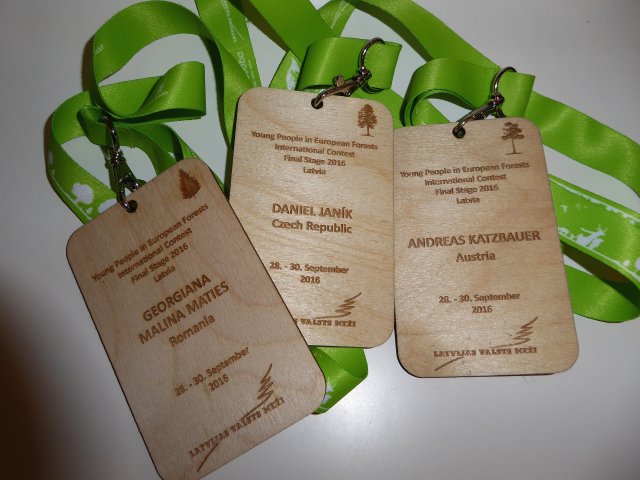 Young People in European Forests
International Contest
Final Stage 2016
Latvia
GEORGIANA
MALINA MATIES
Romania
28. - 30. September
2016
LATVIJAS VALSTS MEŽI
Young People in European Forests
International Contest
Final Stage 2016
Latvia
DANIEL JANÍK
Czech Republic
28. - 30. September
2016
LATVIJAS VALSTS MEŽI
Young People in European Forests
International Contest
Final Stage 2016
Latvia
ANDREAS KATZBAUER
Austria
28. - 30. September
2016
LATVIJAS VALSTS MEŽI